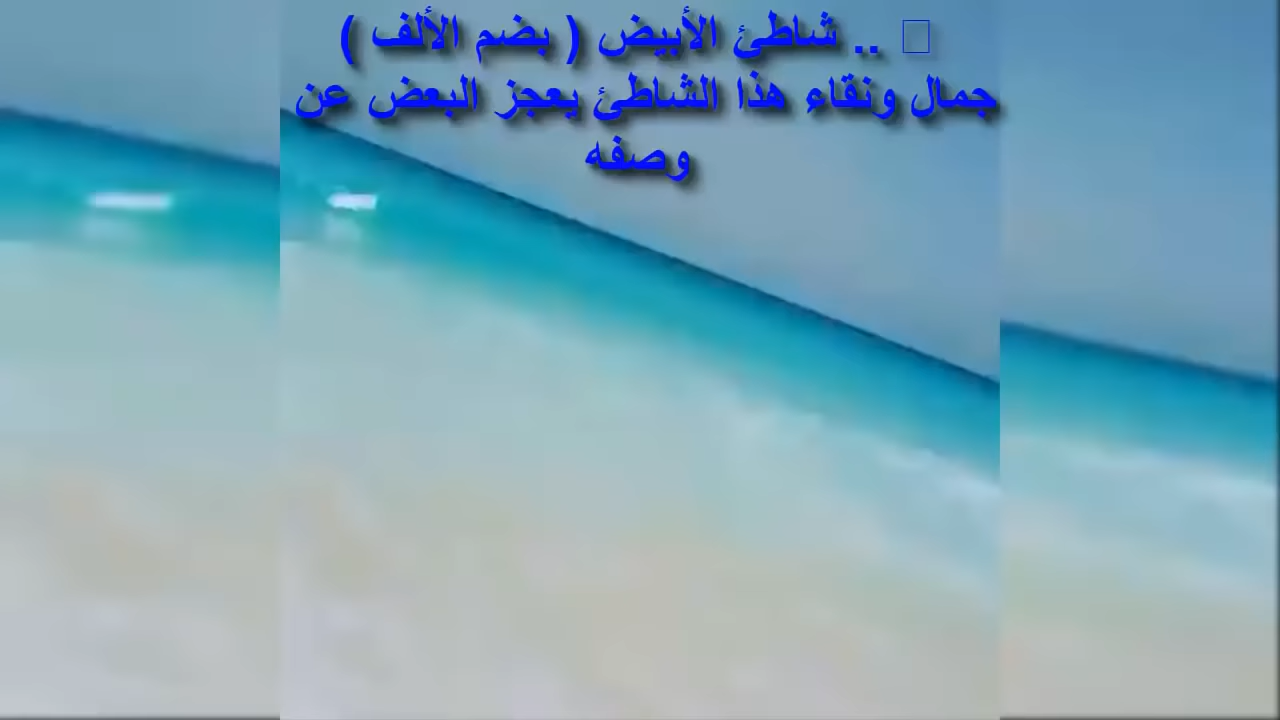 .. شاطئ الأبيض ( بضم الألف )
جمال ونقاء هذا الشاطئ يعجز البعض عن
وصفه